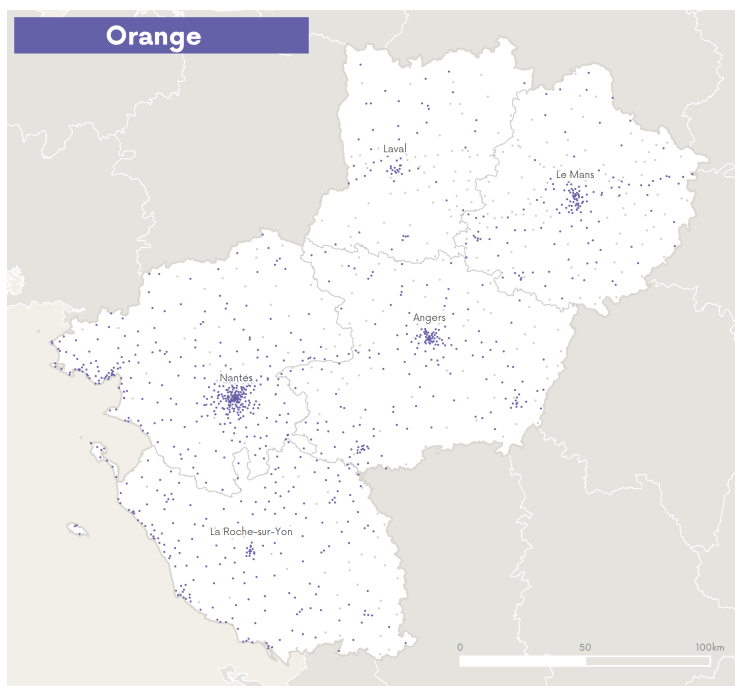 Orange
Laval
Le Mans
Angers
Nantes
La Roche-sur-Yon
0 50 100km